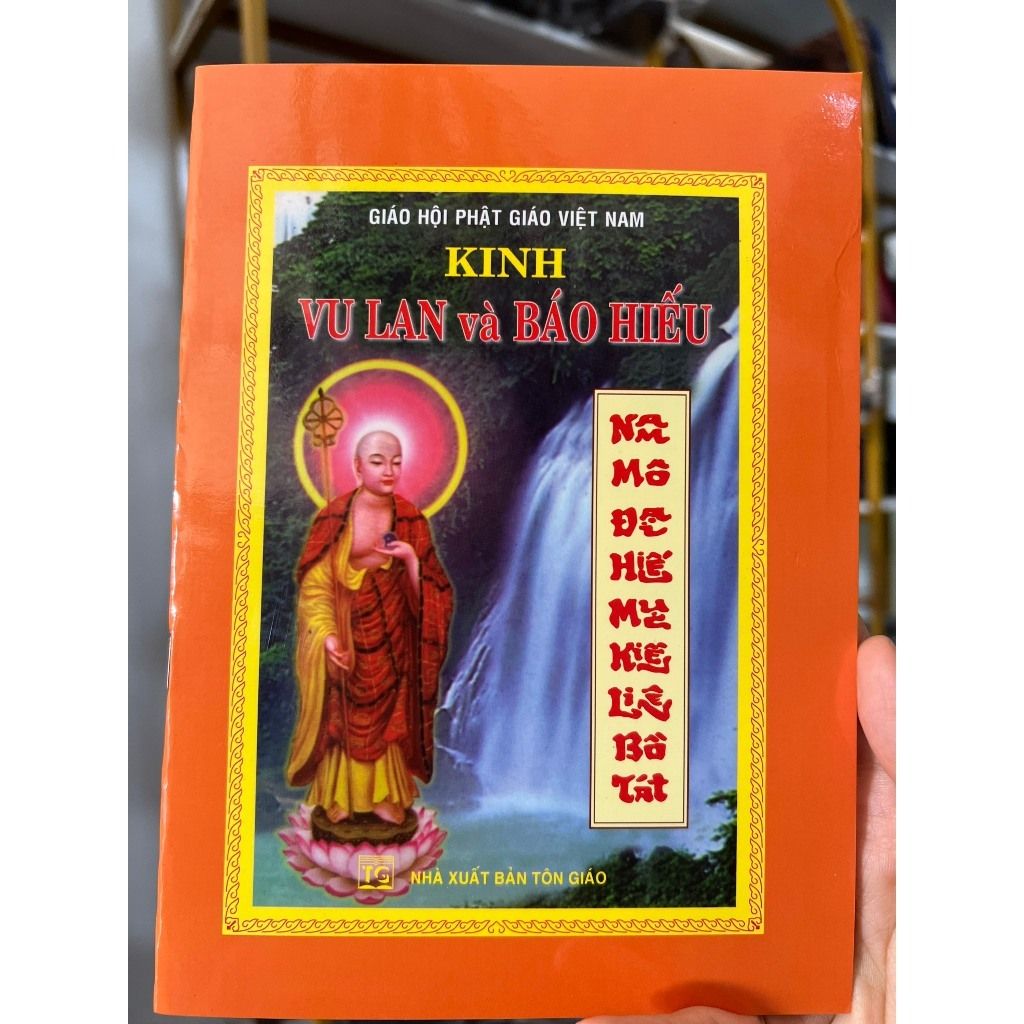 GIÁO HỘI PHẬT GIÁO VIỆT NAM
KINH
VU LAN và BÁO HIẾU
NAM
MÔ
ĐẠI
HIẾU
MỤC
KIỀN
LIÊN
BỒ
TÁT
TG
NHÀ XUẤT BẢN TÔN GIÁO